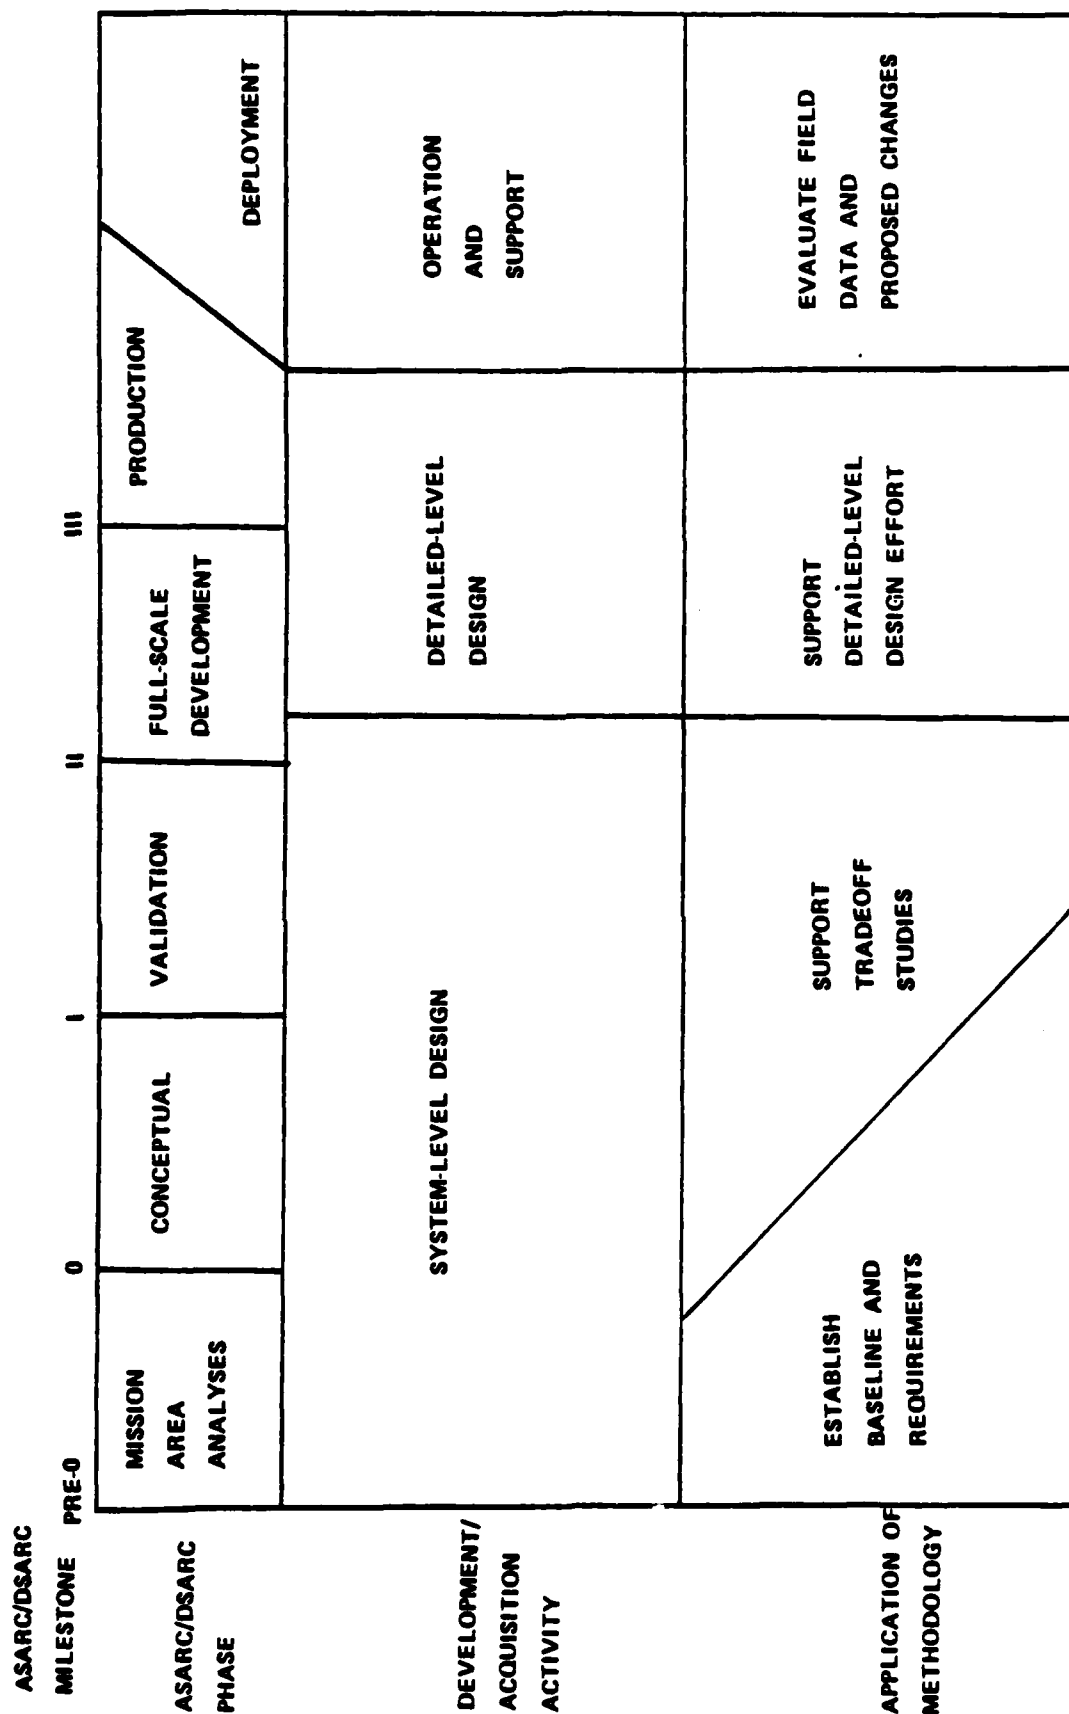 ASARC/DSARC
MILESTONE
PRE-0
0
I
II
III
ASARC/DSARC
PHASE
MISSION
AREA
ANALYSES
CONCEPTUAL
VALIDATION
FULL-SCALE
DEVELOPMENT
PRODUCTION
DEPLOYMENT
DEVELOPMENT/
ACQUISITION
ACTIVITY
SYSTEM-LEVEL DESIGN
DETAILED-LEVEL
DESIGN
OPERATION
AND
SUPPORT
APPLICATION OF
METHODOLOGY
ESTABLISH
BASELINE AND
REQUIREMENTS
SUPPORT
TRADEOFF
STUDIES
SUPPORT
DETAILED-LEVEL
DESIGN EFFORT
EVALUATE FIELD
DATA AND
PROPOSED CHANGES